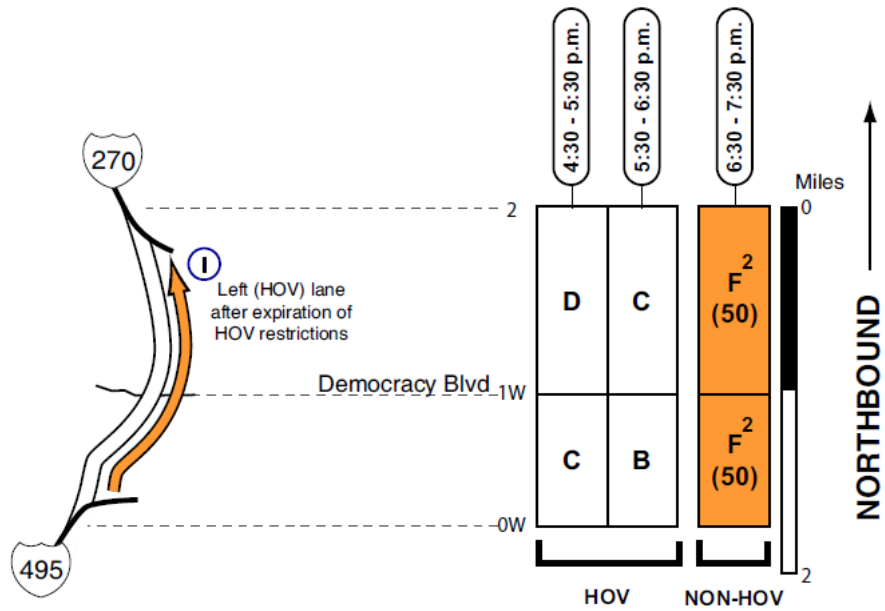 4:30 - 5:30 p.m.
5:30 - 6:30 p.m.
6:30 - 7:30 p.m.
270
2
Miles
0
I
Left (HOV) lane
after expiration of
HOV restrictions
D
C
F2
(50)
Democracy Blvd
1W
C
B
F2
(50)
NORTHBOUND
0W
495
2
HOV
NON-HOV